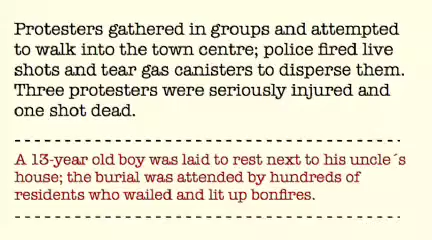 Protesters gathered in groups and attempted
to walk into the town centre; police fired live
shots and tear gas canisters to disperse them.
Three protesters were seriously injured and
one shot dead.
A 13-year old boy was laid to rest next to his uncle´s
house; the burial was attended by hundreds of
residents who wailed and lit up bonfires.